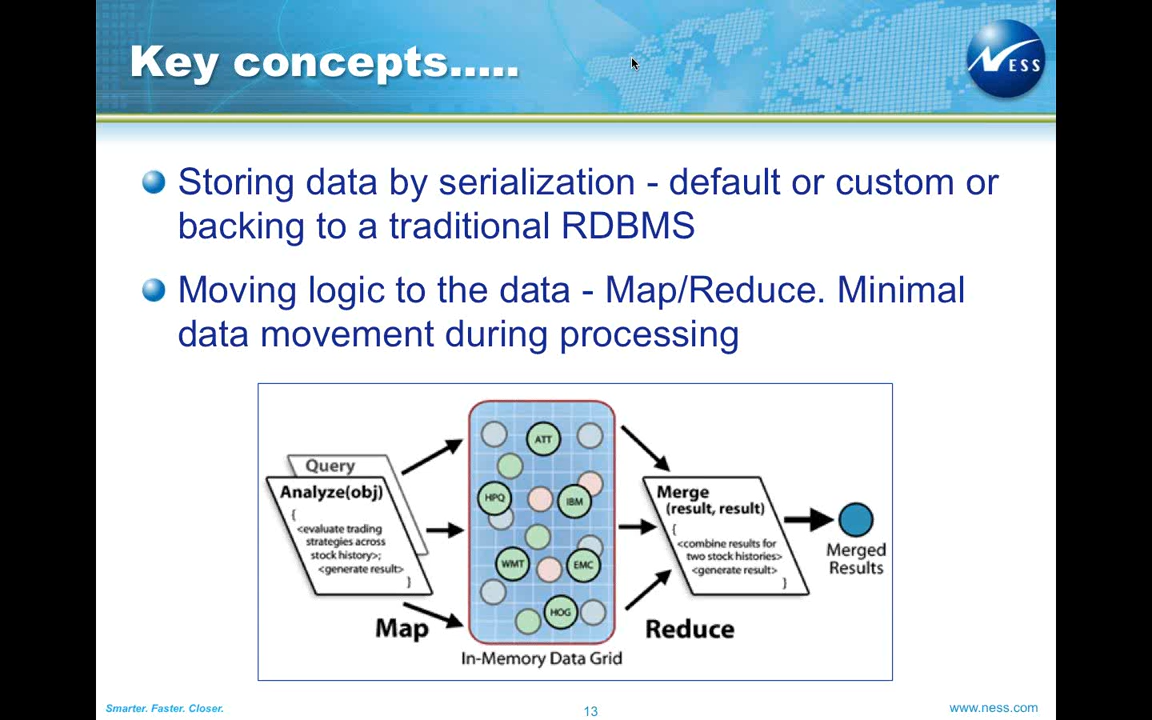 Key concepts.....
NESS
Storing data by serialization - default or custom or
backing to a traditional RDBMS
Moving logic to the data - Map/Reduce. Minimal
data movement during processing
Query
Analyze(obj)
{
<evaluate trading
strategies across
stock history>;
<generate result>
}
Map
ATT
HPQ
IBM
WMT
EMC
HOG
In-Memory Data Grid
Merge
(result, result)
{
<combine results for
two stock histories>
<generate result>
}
Reduce
Merged
Results
Smarter. Faster. Closer.
13
www.ness.com